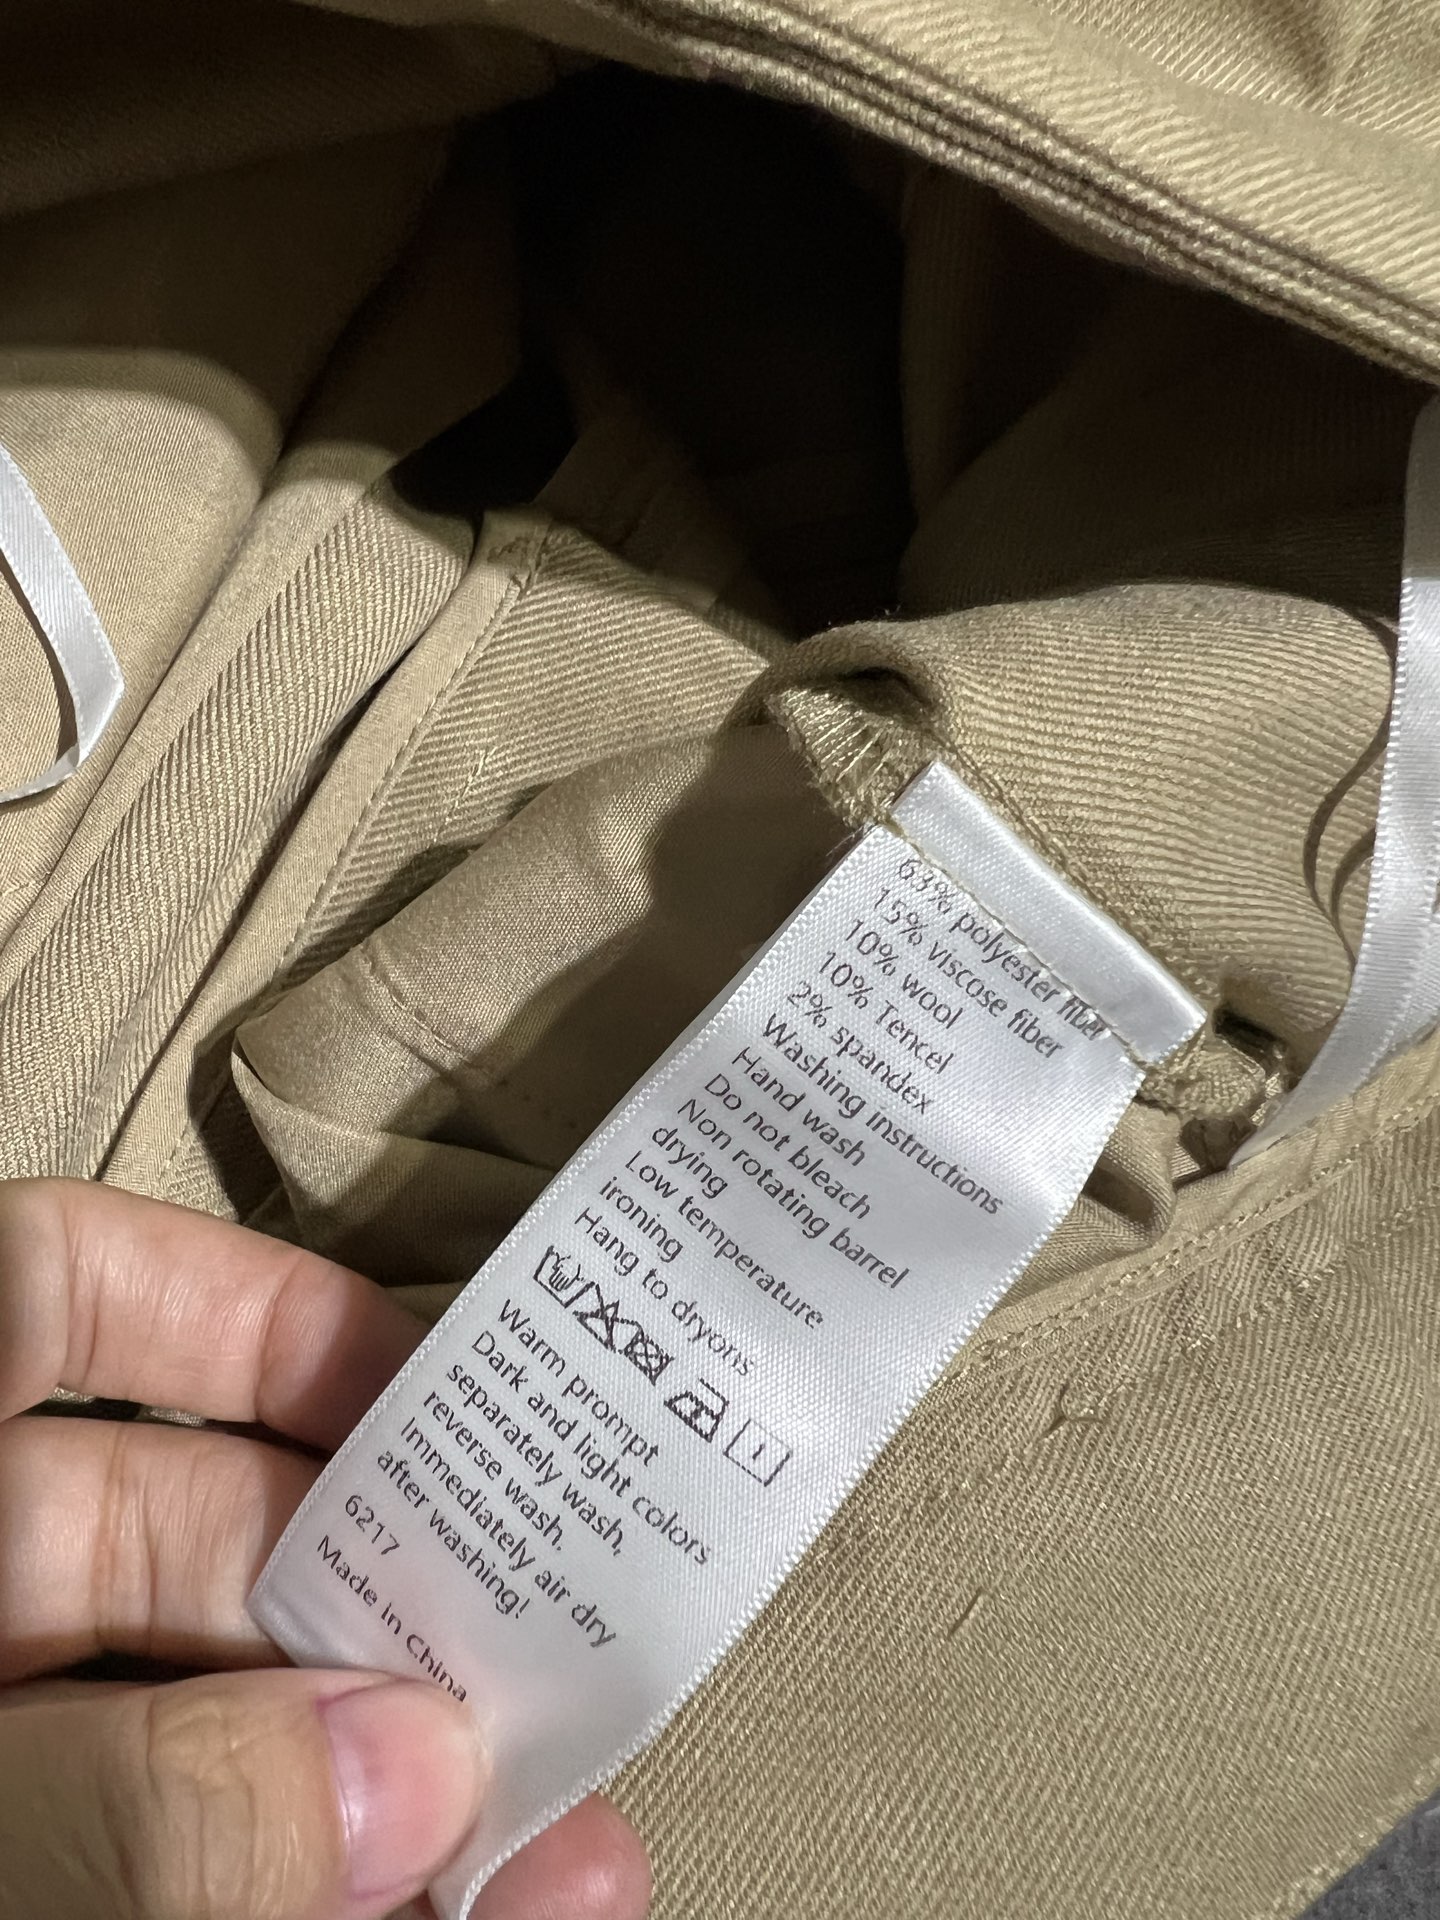 63% polyester fiber
15% viscose fiber
10% wool
10% Tencel
2% spandex
Washing instructions
Hand wash
Do not bleach
Non rotating barrel
drying
Low temperature
ironing
Hang to dryons
Warm prompt
Dark and light colors
separately wash,
reverse wash.
Immediately air dry
after washing!
6217
Made in China